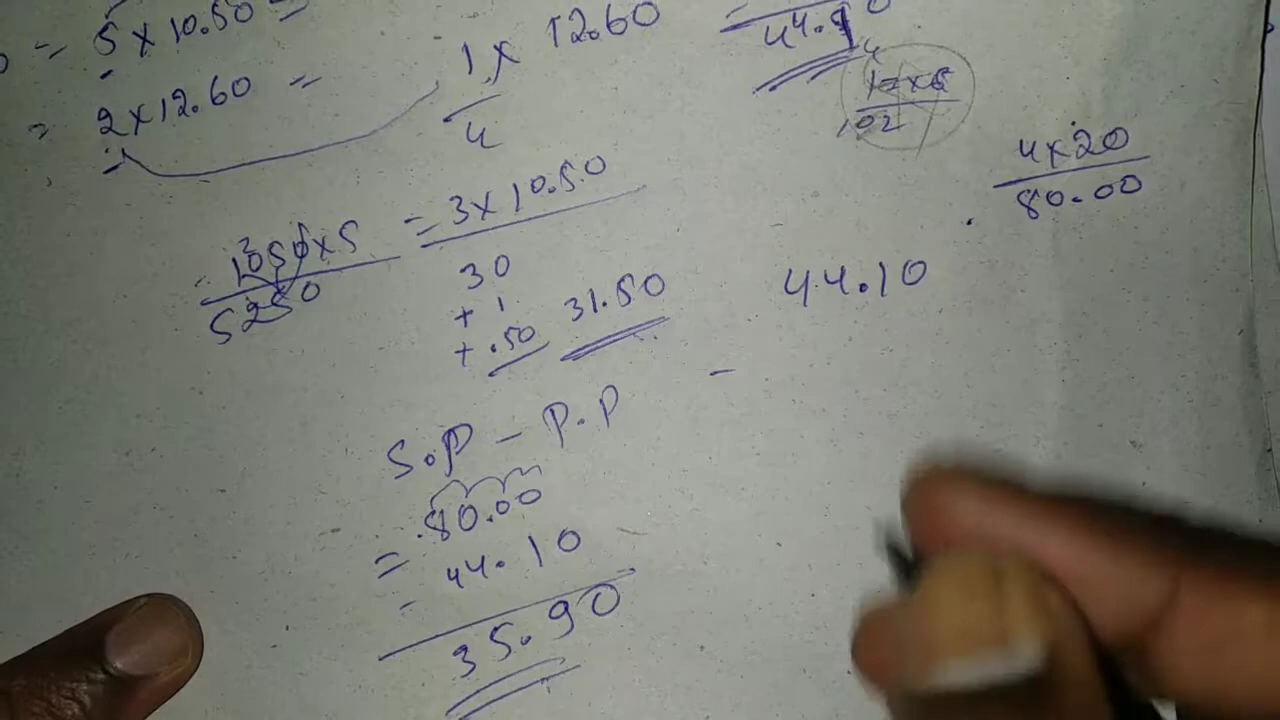 = 5 x 10.50 =
= 2 x 12.60 =
1 x 12.60
4
44.10
4 x 20
80.00
1050 x 5
5250
= 3 x 10.50
30
+ 1
+ .50
31.50
44.10
S.P - P.P -
= 80.00
- 44.10
35.90